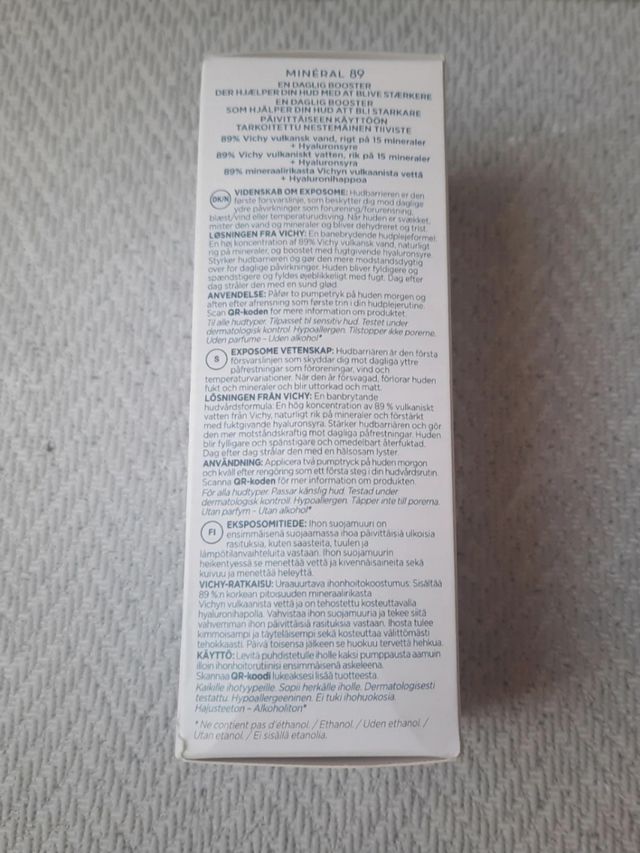 MINÉRAL 89
EN DAGLIG BOOSTER
DER HJÆLPER DIN HUD MED AT BLIVE STÆRKERE
EN DAGLIG BOOSTER
SOM HJÄLPER DIN HUD ATT BLI STARKARE
PÄIVITTÄISEEN KÄYTTÖÖN
TARKOITETTU NESTEMÄINEN TIIVISTE
89% Vichy vulkansk vand, rigt på 15 mineraler
+ Hyaluronsyre
89% Vichy vulkaniskt vatten, rik på 15 mineraler
+ Hyaluronsyra
89% mineraalirikasta Vichyn vulkaanista vettä
+ Hyaluronihappoa
DK/N VIDENSKAB OM EXPOSOME: Hudbarrieren er den
første forsvarslinje, som beskytter dig mod daglige
ydre påvirkninger som forurening/forurensning,
blæst/vind eller temperaturudsving. Når huden er svækket,
mister den vand og mineraler og bliver dehydreret og trist.
LØSNINGEN FRA VICHY: En banebrydende hudplejeformel.
En høj koncentration af 89% Vichy vulkansk vand, naturligt
rig på mineraler, og boostet med fugtgivende hyaluronsyre.
Styrker hudbarrieren og gør den mere modstandsdygtig
over for daglige påvirkninger. Huden bliver fyldigere og
spændstigere og fyldes øjeblikkeligt med fugt. Dag efter
dag stråler den med en sund glød.
ANVENDELSE: Påfør to pumpetryk på huden morgen og
aften efter afrensning som første trin i din hudplejerutine.
Scan QR-koden for mere information om produktet.
Til alle hudtyper. Tilpasset til sensitiv hud. Testet under
dermatologisk kontrol. Hypoallergen. Tilstopper ikke porerne.
Uden parfume – Uden alkohol*
S EXPOSOME VETENSKAP: Hudbarriären är den första
försvarslinjen som skyddar dig mot dagliga yttre
påfrestningar som föroreningar, vind och
temperaturvariationer. När den är försvagad, förlorar huden
fukt och mineraler och blir uttorkad och matt.
LÖSNINGEN FRÅN VICHY: En banbrytande
hudvårdsformula. En hög koncentration av 89 % vulkaniskt
vatten från Vichy, naturligt rik på mineraler och förstärkt
med fuktgivande hyaluronsyra. Stärker hudbarriären och gör
den mer motståndskraftig mot dagliga påfrestningar. Huden
blir fylligare och spänstigare och omedelbart återfuktad.
Dag efter dag strålar den med en hälsosam lyster.
ANVÄNDNING: Applicera två pumptryck på huden morgon
och kväll efter rengöring som ett första steg i din hudvårdsrutin.
Scanna QR-koden för mer information om produkten.
För alla hudtyper. Passar känslig hud. Testad under
dermatologisk kontroll. Hypoallergen. Täpper inte till porerna.
Utan parfym – Utan alkohol*
FI EKSPOSOMITIEDE: Ihon suojamuuri on
ensimmäisenä suojaamassa ihoa päivittäisiä ulkoisia
rasituksia, kuten saasteita, tuulen ja
lämpötilanvaihteluita vastaan. Ihon suojamuurin
heikentyessä se menettää vettä ja kivennäisaineita sekä
kuivuu ja menettää heleyttä.
VICHY-RATKAISU: Uraauurtava ihonhoitokoostumus: Sisältää
89 %:n korkean pitoisuuden mineraalirikasta
Vichyn vulkaanista vettä ja on tehostettu kosteuttavalla
hyaluronihapolla. Vahvistaa ihon suojamuuria ja tekee siitä
vahvemman ihon päivittäisiä rasituksia vastaan. Ihosta tulee
kimmoisampi ja täyteläisempi sekä kosteuttaa välittömästi
tehokkaasti. Päivä toisensa jälkeen se huokuu tervettä hehkua.
KÄYTTÖ: Levitä puhdistetulle iholle kaksi pumppausta aamuin
illoin ihonhoitorutiinisi ensimmäisenä askeleena.
Skannaa QR-koodi lukeaksesi lisää tuotteesta.
Kaikille ihotyypeille. Sopii herkälle iholle. Dermatologisesti
testattu. Hypoallergeeninen. Ei tuki ihohuokosia.
Hajusteeton – Alkoholiton*
* Ne contient pas d'éthanol. / Ethanol. / Uden ethanol. /
Utan etanol. / Ei sisällä etanolia.